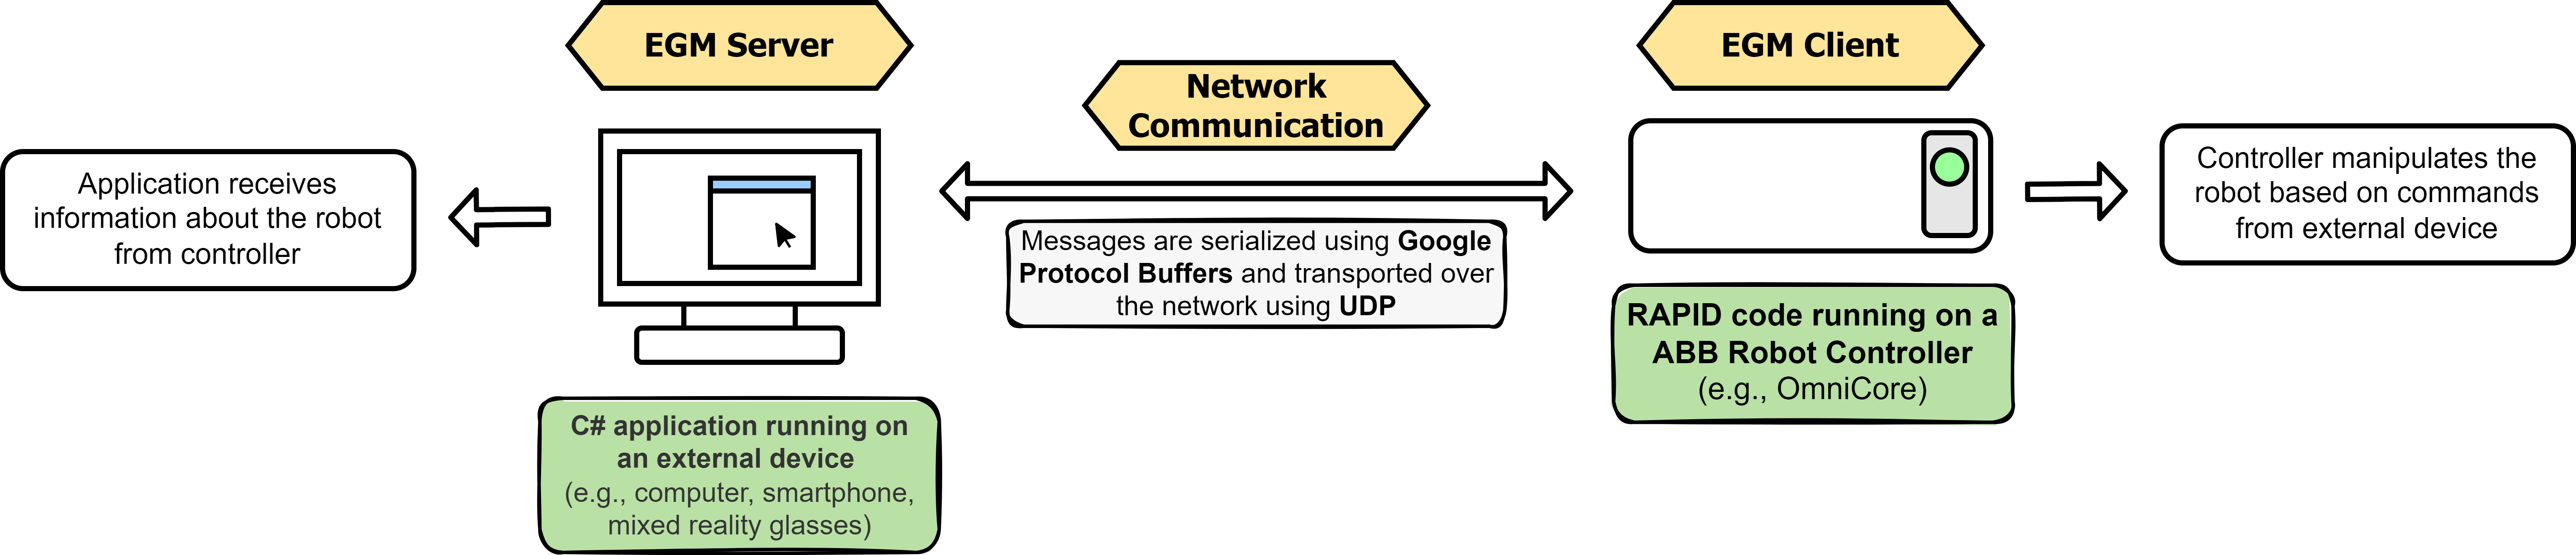 EGM Server
EGM Client
Network
Communication
Application receives
information about the robot
from controller
Controller manipulates the
robot based on commands
from external device
Messages are serialized using Google
Protocol Buffers and transported over
the network using UDP
RAPID code running on a
ABB Robot Controller
(e.g., OmniCore)
C# application running on
an external device
(e.g., computer, smartphone,
mixed reality glasses)